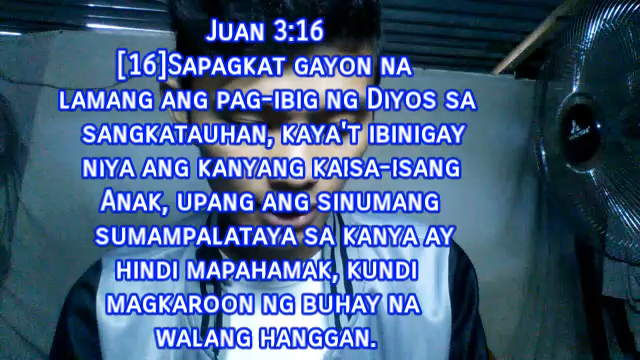 Juan 3:16
[16]Sapagkat gayon na
lamang ang pag-ibig ng Diyos sa
sangkatauhan, kaya't ibinigay
niya ang kanyang kaisa-isang
Anak, upang ang sinumang
sumampalataya sa kanya ay
hindi mapahamak, kundi
magkaroon ng buhay na
walang hanggan.